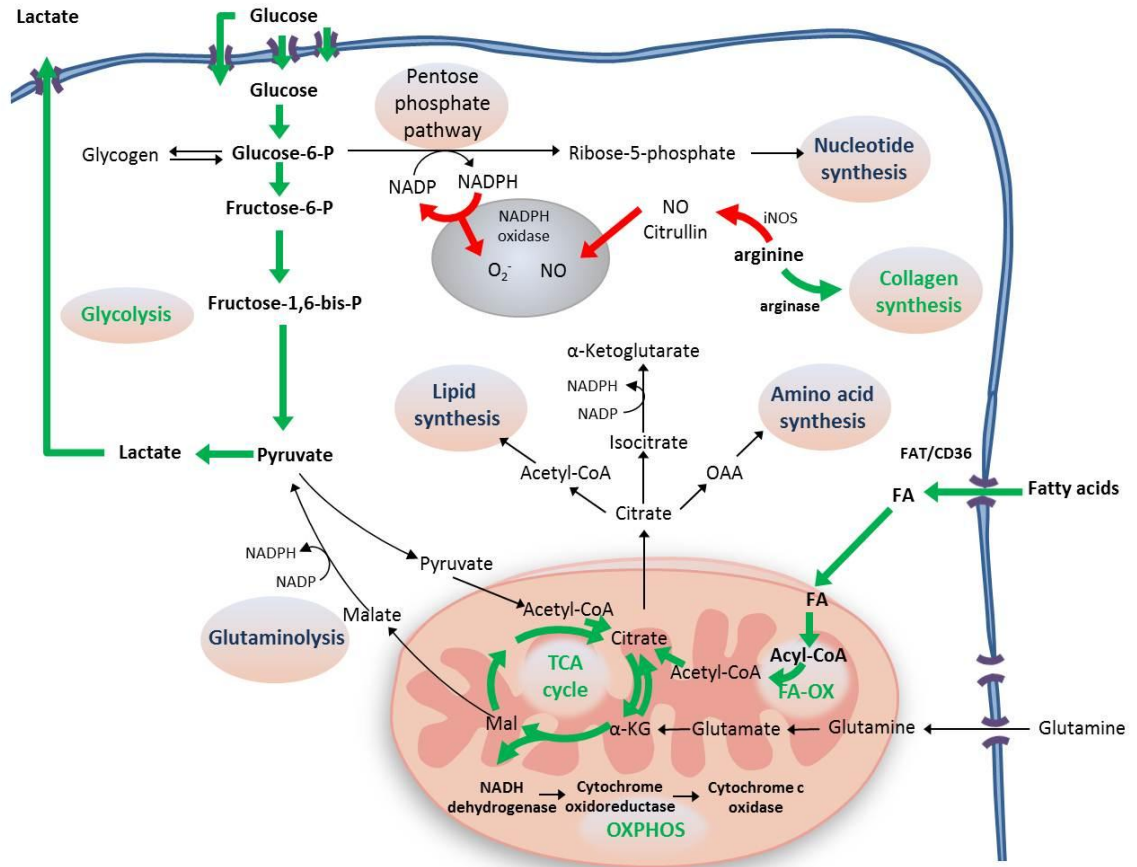 Lactate
Glucose
Glucose
Pentose
phosphate
pathway
Glycogen
Glucose-6-P
Ribose-5-phosphate
Nucleotide
synthesis
NADP
NADPH
Fructose-6-P
NADPH
oxidase
O₂⁻
NO
NO
Citrullin
iNOS
arginine
arginase
Collagen
synthesis
Glycolysis
Fructose-1,6-bis-P
α-Ketoglutarate
NADPH
NADP
Lipid
synthesis
Amino acid
synthesis
Isocitrate
Lactate
Pyruvate
Acetyl-CoA
OAA
FAT/CD36
FA
Fatty acids
Citrate
NADPH
NADP
Pyruvate
Malate
Glutaminolysis
Acetyl-CoA
FA
Citrate
TCA
cycle
Acetyl-CoA
Acyl-CoA
FA-OX
Mal
α-KG
Glutamate
Glutamine
Glutamine
NADH
dehydrogenase
Cytochrome
oxidoreductase
Cytochrome c
oxidase
OXPHOS